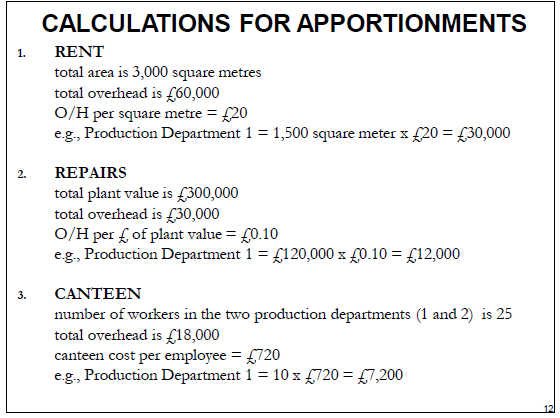 CALCULATIONS FOR APPORTIONMENTS
1. RENT
total area is 3,000 square metres
total overhead is £60,000
O/H per square metre = £20
e.g., Production Department 1 = 1,500 square meter x £20 = £30,000
2. REPAIRS
total plant value is £300,000
total overhead is £30,000
O/H per £ of plant value = £0.10
e.g., Production Department 1 = £120,000 x £0.10 = £12,000
3. CANTEEN
number of workers in the two production departments (1 and 2) is 25
total overhead is £18,000
canteen cost per employee = £720
e.g., Production Department 1 = 10 x £720 = £7,200
12